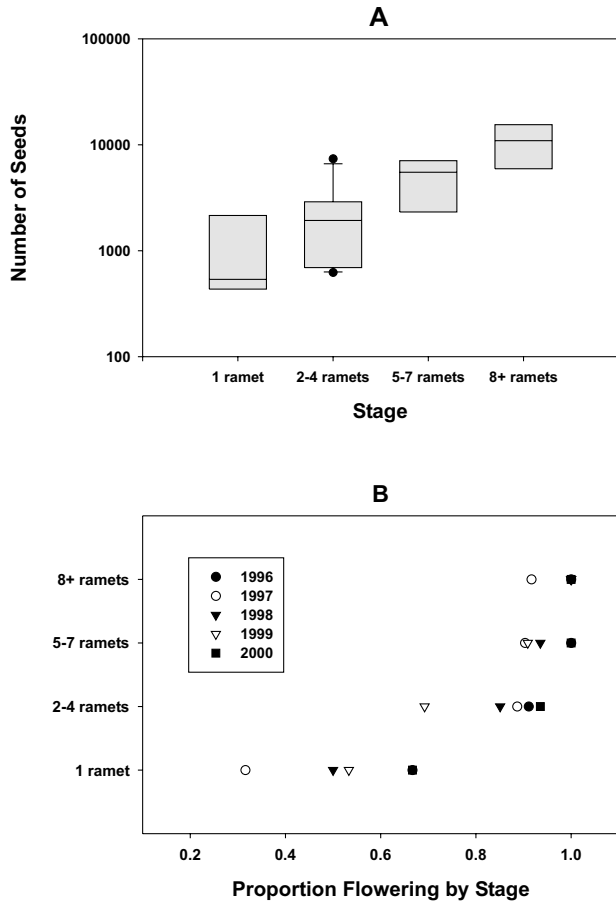 A
Number of Seeds
100000
10000
1000
100
1 ramet 2-4 ramets 5-7 ramets 8+ ramets
Stage
B
8+ ramets
5-7 ramets
2-4 ramets
1 ramet
1996
1997
1998
1999
2000
0.2 0.4 0.6 0.8 1.0
Proportion Flowering by Stage